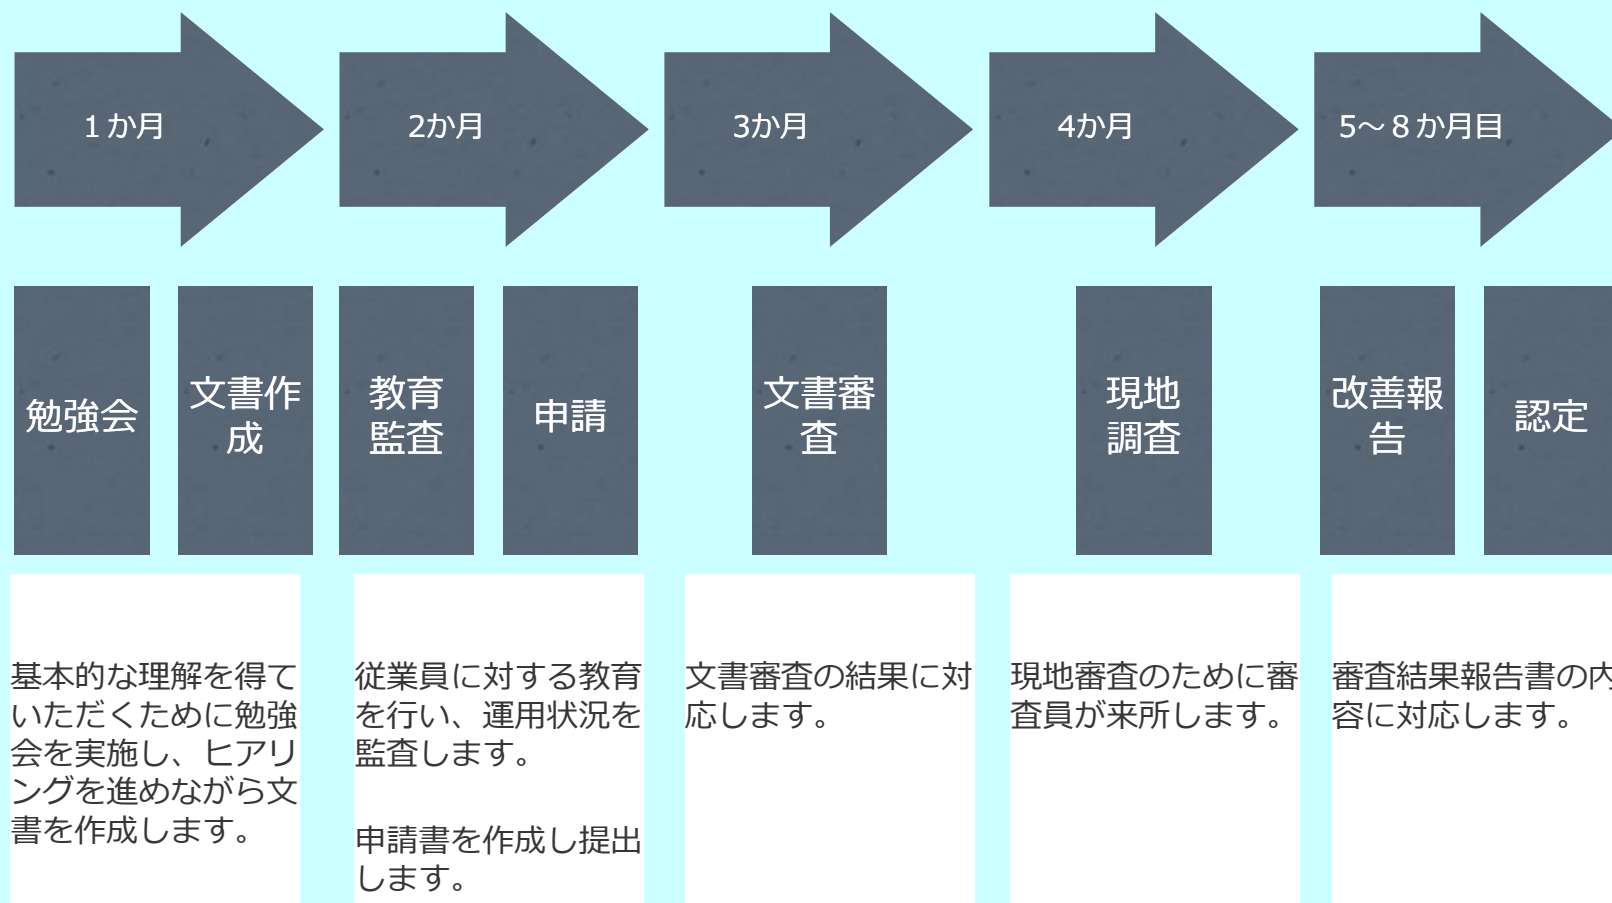 １か月
2か月
3か月
4か月
5～８か月目
勉強会
文書作
成
教育
監査
申請
文書審
査
現地
調査
改善報
告
認定
基本的な理解を得て
いただくために勉強
会を実施し、ヒアリ
ングを進めながら文
書を作成します。
従業員に対する教育
を行い、運用状況を
監査します。
申請書を作成し提出
します。
文書審査の結果に対
応します。
現地審査のために審
査員が来所します。
審査結果報告書の内
容に対応します。